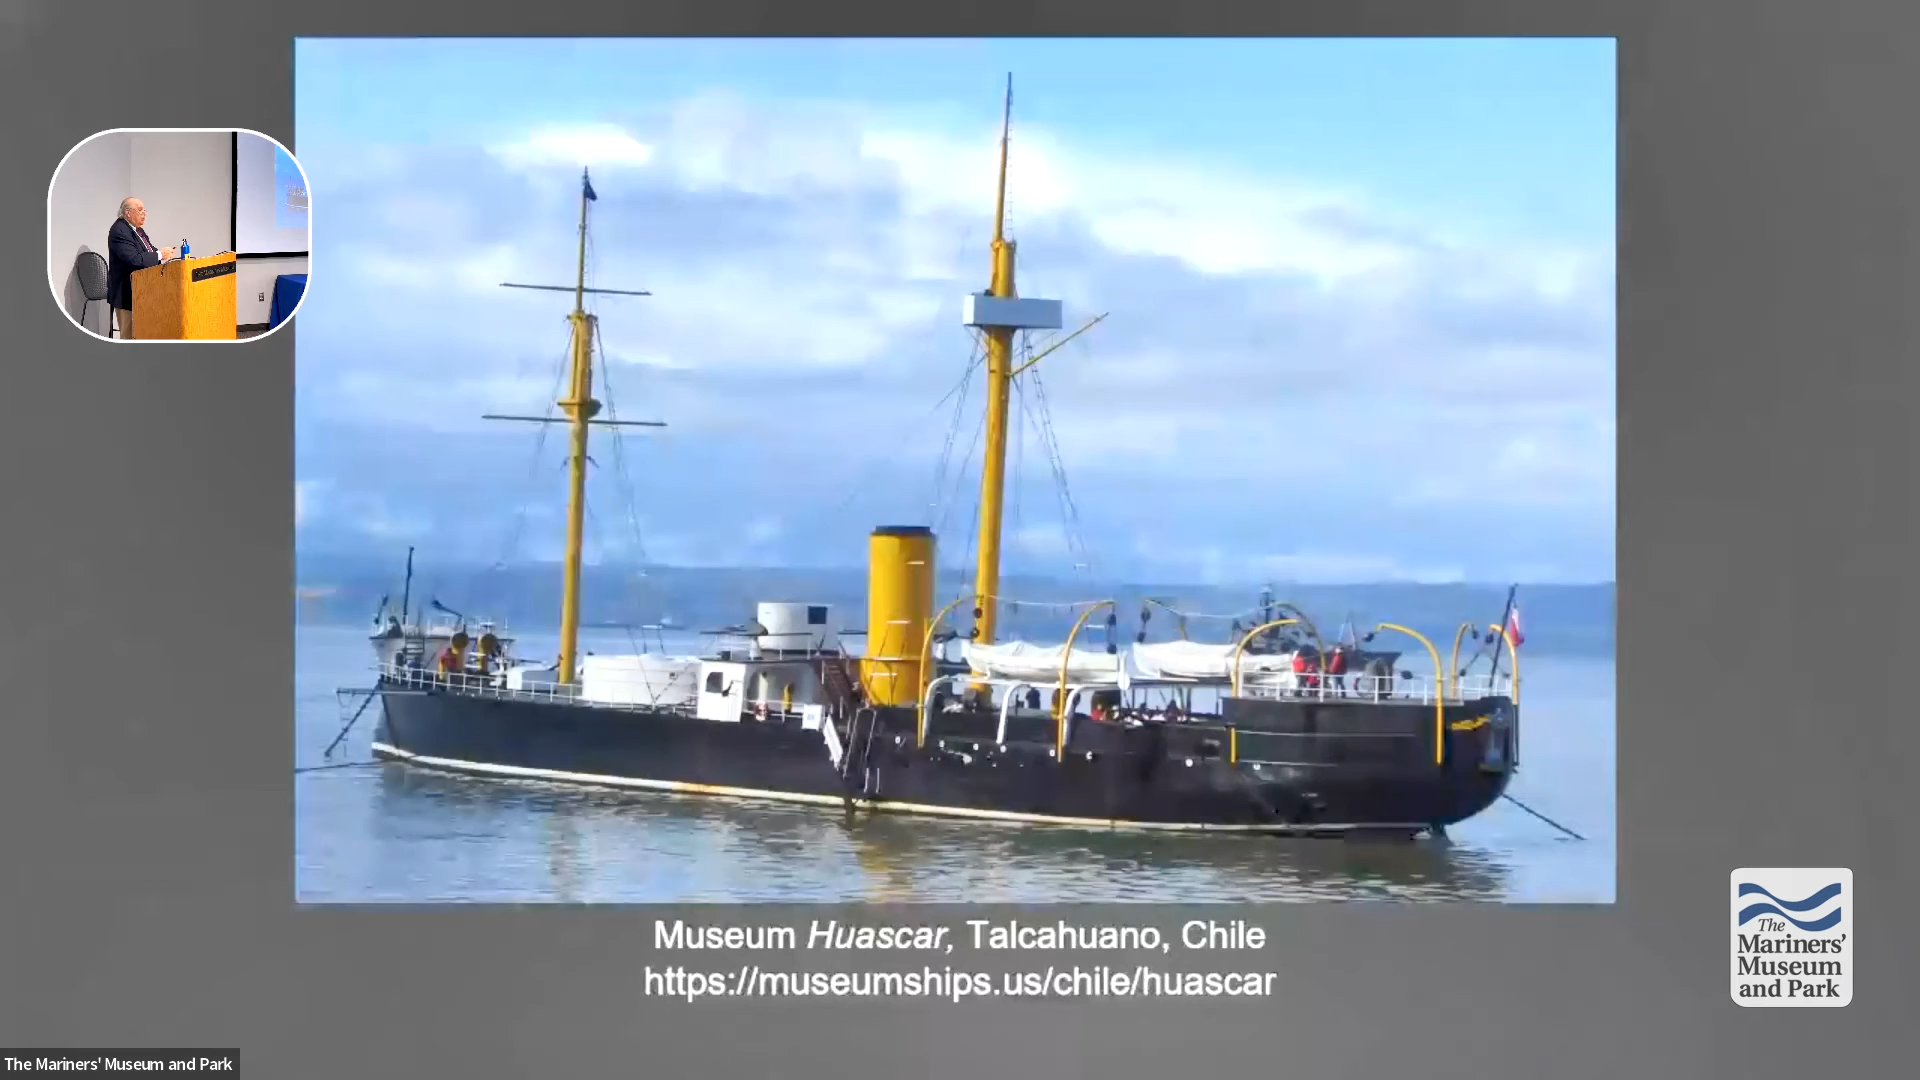 Museum Huascar, Talcahuano, Chile
https://museumships.us/chile/huascar
The
Mariners'
Museum
and Park
The Mariners' Museum and Park